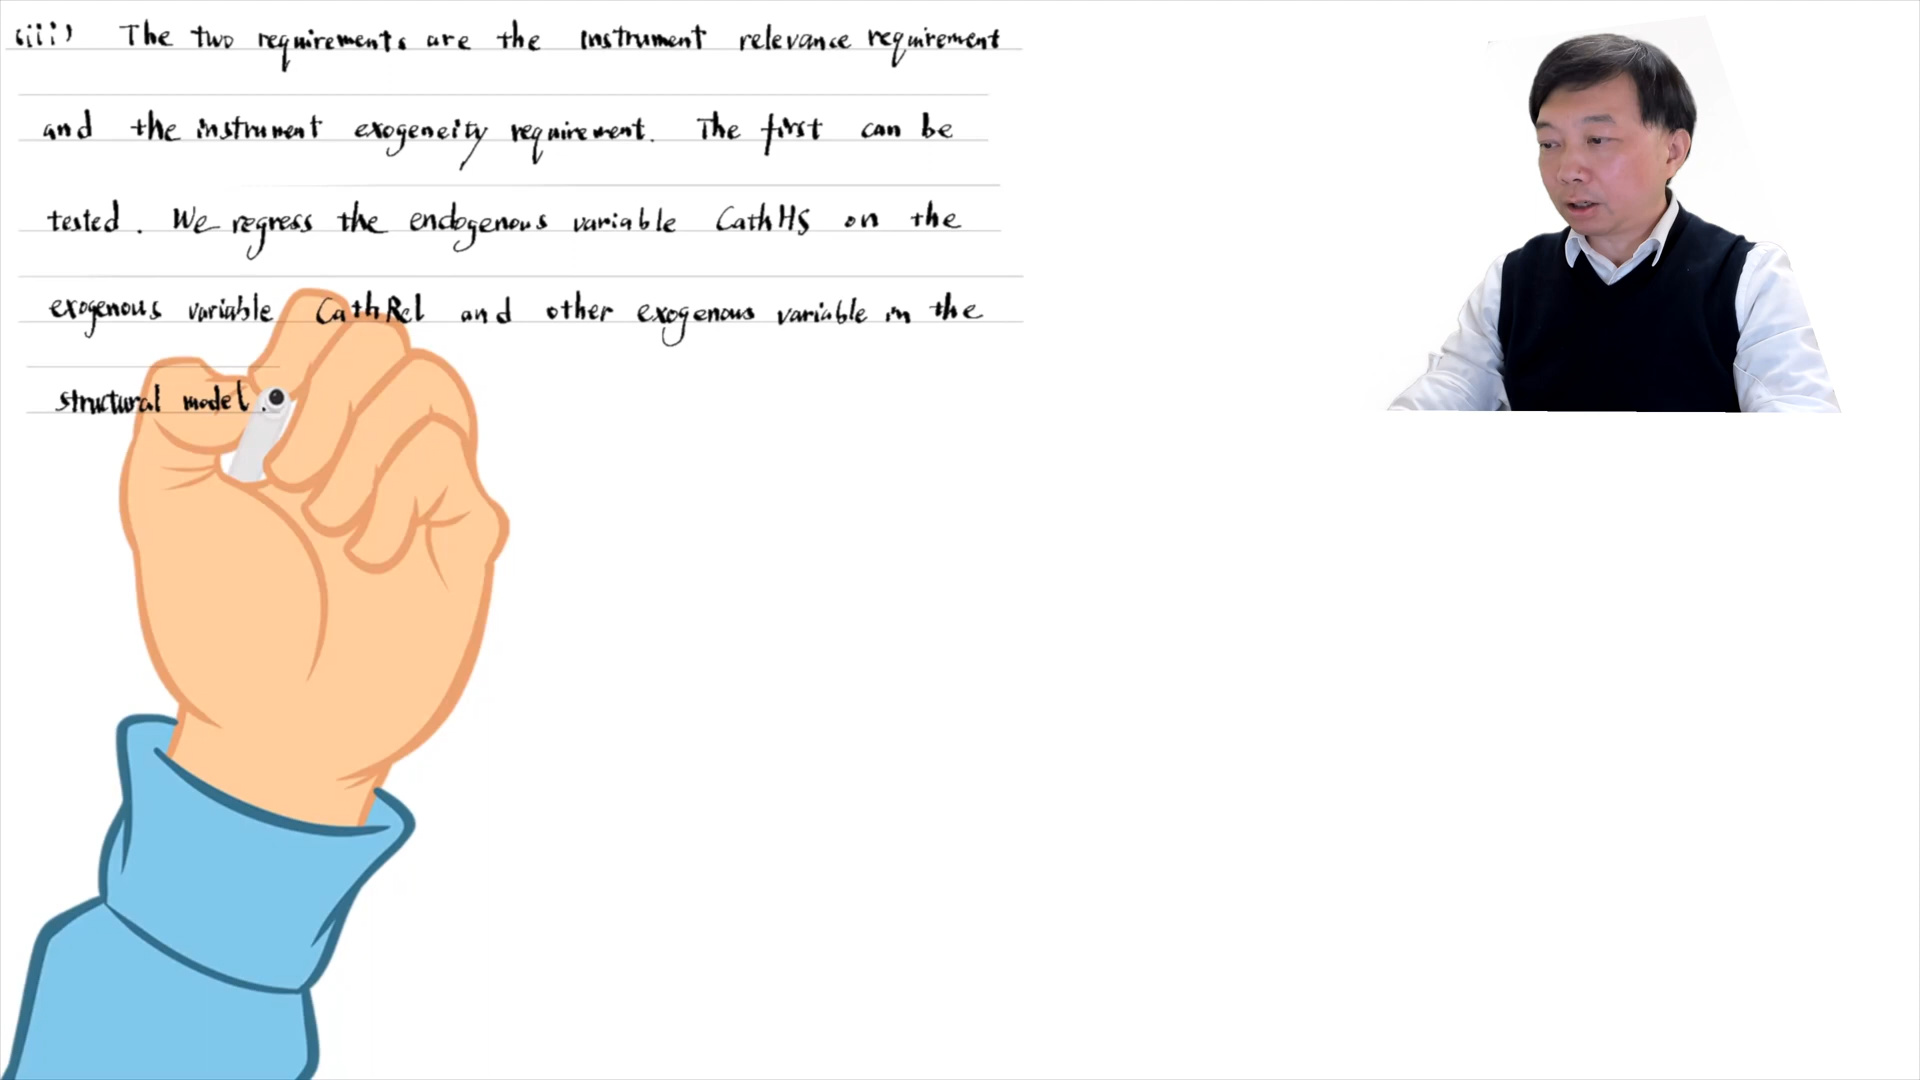 (iii) The two requirements are the instrument relevance requirement
and the instrument exogeneity requirement. The first can be
tested. We regress the endogenous variable CathHS on the
exogenous variable CathRel and other exogenous variable in the
structural model.